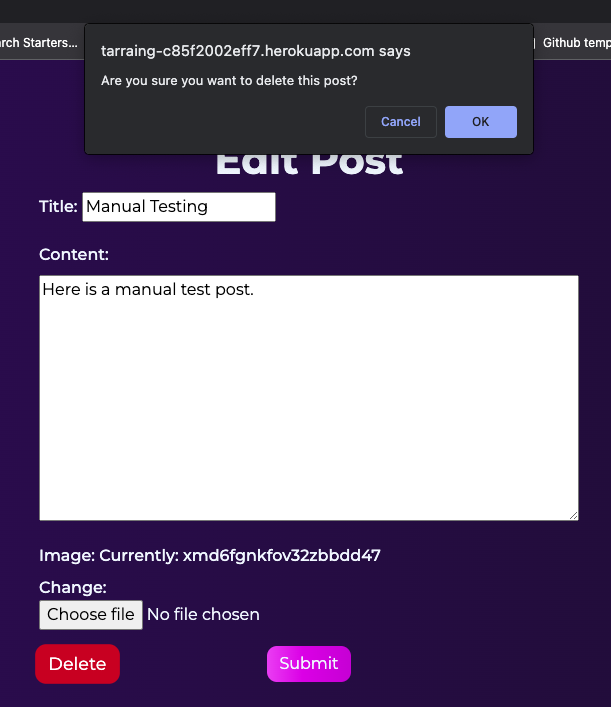 tarraing-c85f2002eff7.herokuapp.com says
arch Starters...
Github temp
Are you sure you want to delete this post?
Cancel
OK
Edit Post
Title: Manual Testing
Content:
Here is a manual test post.
Image: Currently: xmd6fgnkfov32zbbdd47
Change:
Choose file No file chosen
Delete
Submit